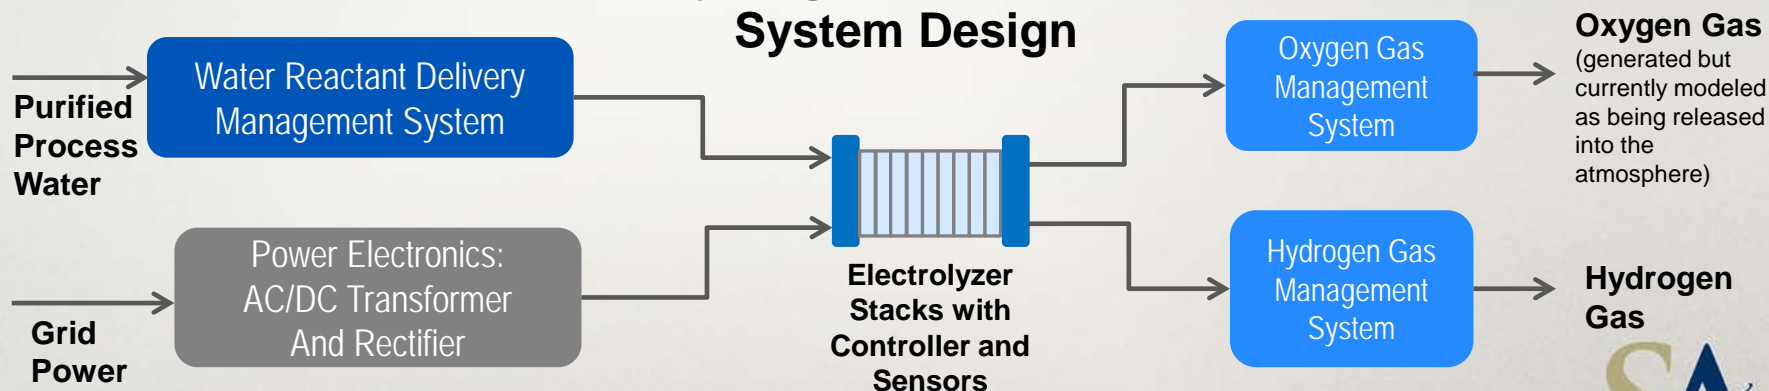 System Design
Purified
Process
Water
Water Reactant Delivery
Management System
Grid
Power
Power Electronics:
AC/DC Transformer
And Rectifier
Electrolyzer
Stacks with
Controller and
Sensors
Oxygen Gas
Management
System
Oxygen Gas
(generated but
currently modeled
as being released
into the
atmosphere)
Hydrogen Gas
Management
System
Hydrogen
Gas
SA